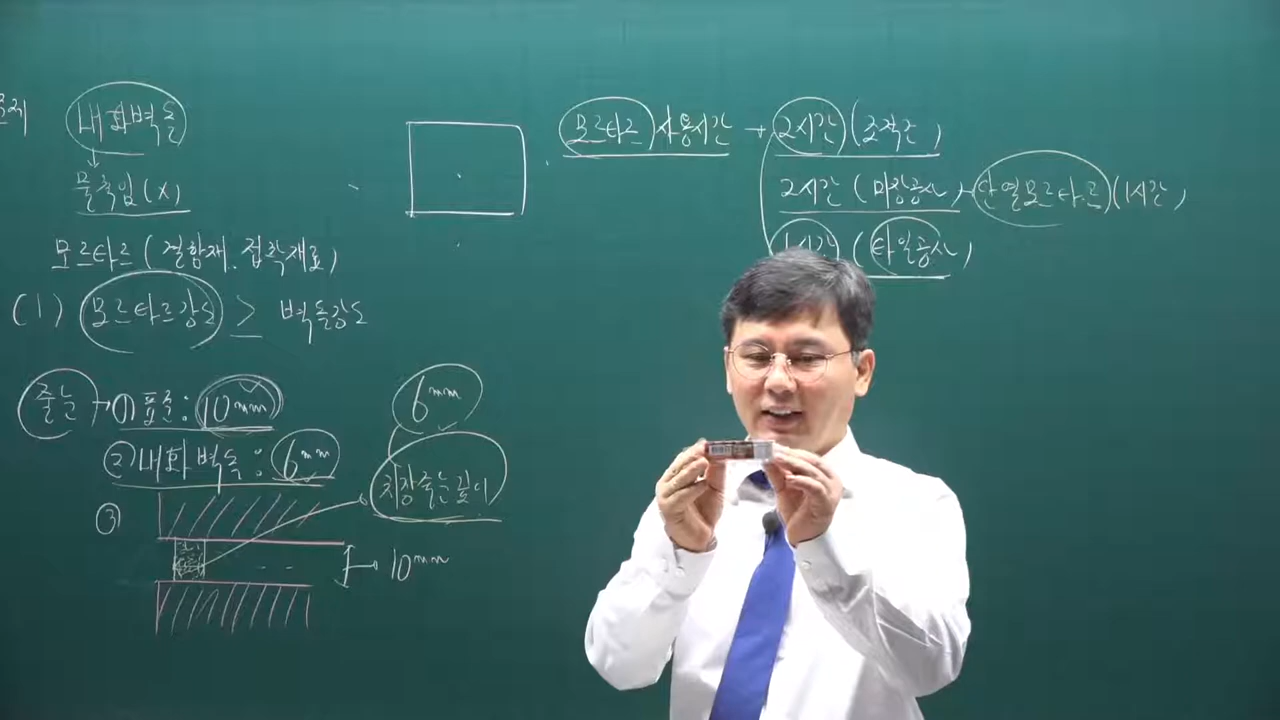 내화벽돌
물축임(x)
모르타르(결합재.접착재료)
(1) 모르타르강도 ≥ 벽돌강도
줄눈 → ① 표준: 10mm
② 내화벽돌: 6mm
③
10mm
6mm
치장줄눈깊이
모르타르 사용시간 → 2시간(조적간)
2시간(미장공사) - 단열모르타르(1시간)
1시간(타일공사)